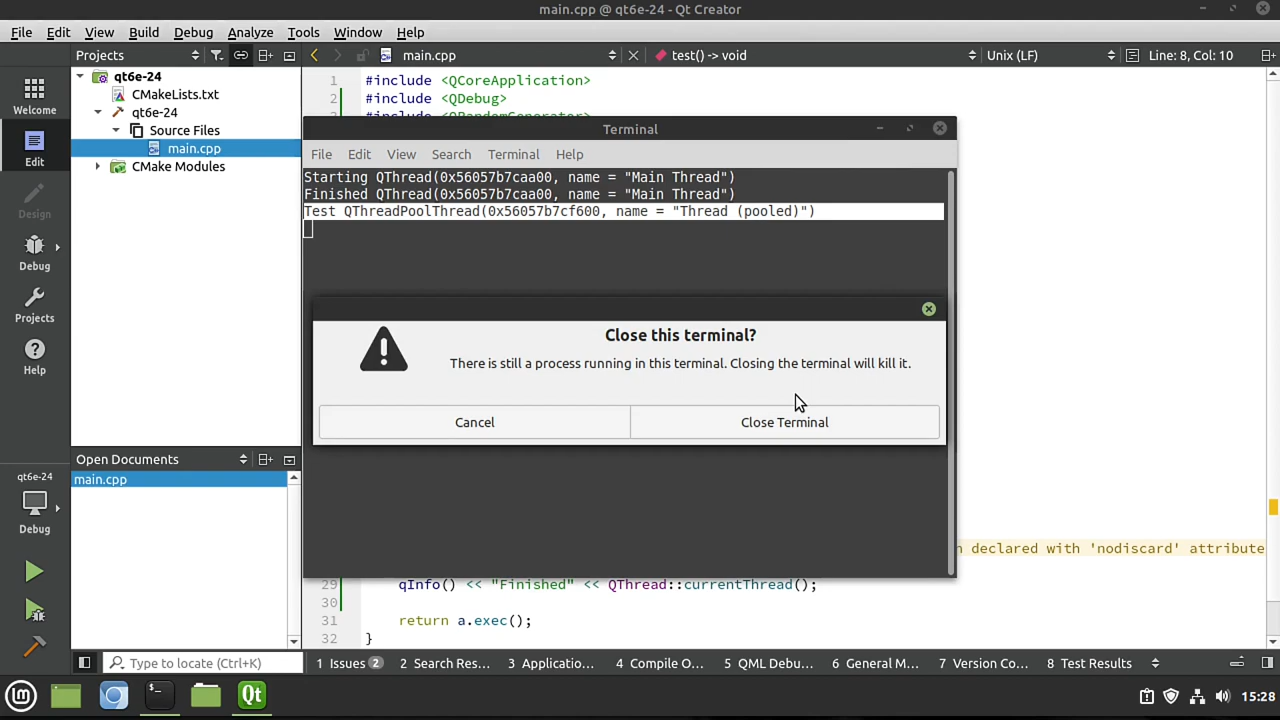 main.cpp @ qt6e-24 - Qt Creator
File Edit View Build Debug Analyze Tools Window Help
Projects
main.cpp
test() -> void
Unix (LF)
Line: 8, Col: 10
Welcome
Edit
Design
Debug
Projects
Help
qt6e-24
Debug
qt6e-24
CMakeLists.txt
qt6e-24
Source Files
main.cpp
CMake Modules
Open Documents
main.cpp
1 #include <QCoreApplication>
2 #include <QDebug>
Terminal
File Edit View Search Terminal Help
Starting QThread(0x56057b7caa00, name = "Main Thread")
Finished QThread(0x56057b7caa00, name = "Main Thread")
Test QThreadPoolThread(0x56057b7cf600, name = "Thread (pooled)")
Close this terminal?
There is still a process running in this terminal. Closing the terminal will kill it.
Cancel
Close Terminal
declared with 'nodiscard' attribute
29 qInfo() << "Finished" << QThread::currentThread();
30
31 return a.exec();
32 }
Type to locate (Ctrl+K)
1 Issues 2
2 Search Res...
3 Applicatio...
4 Compile O...
5 QML Debu...
6 General M...
7 Version Co...
8 Test Results
15:28